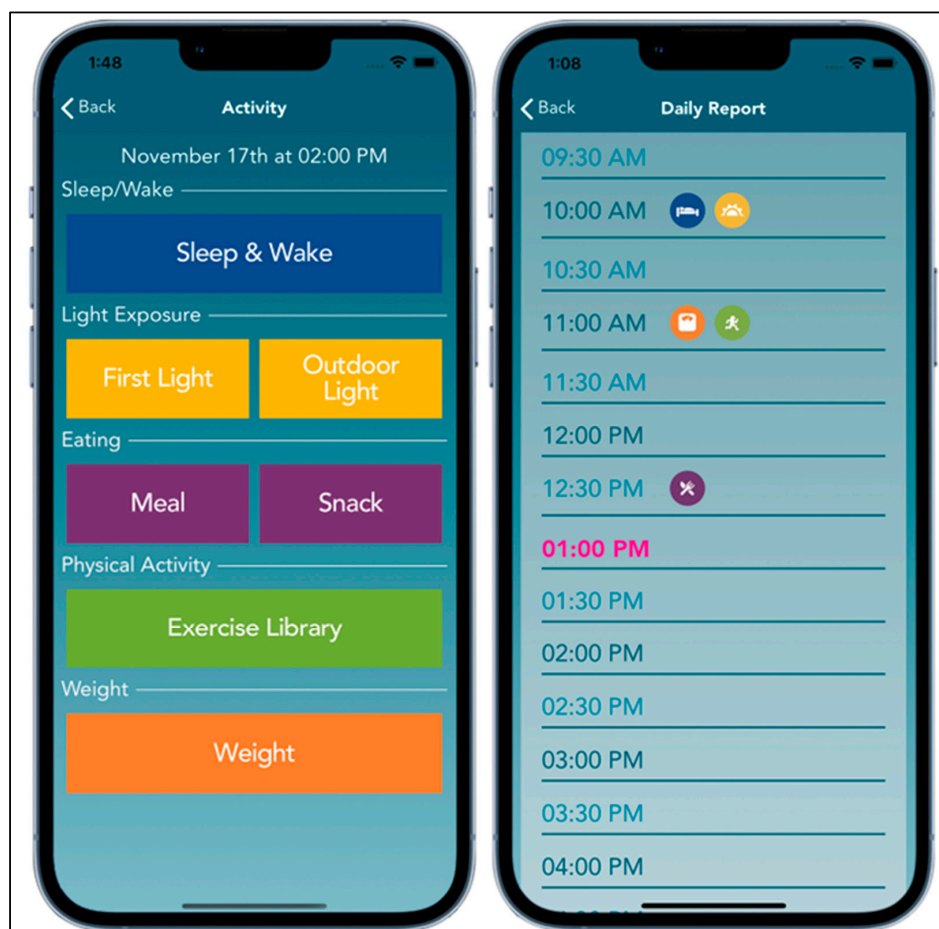 1:48
Back
Activity
November 17th at 02:00 PM
Sleep/Wake
Sleep & Wake
Light Exposure
First Light
Outdoor
Light
Eating
Meal
Snack
Physical Activity
Exercise Library
Weight
Weight
1:08
Back
Daily Report
09:30 AM
10:00 AM
10:30 AM
11:00 AM
11:30 AM
12:00 PM
12:30 PM
01:00 PM
01:30 PM
02:00 PM
02:30 PM
03:00 PM
03:30 PM
04:00 PM